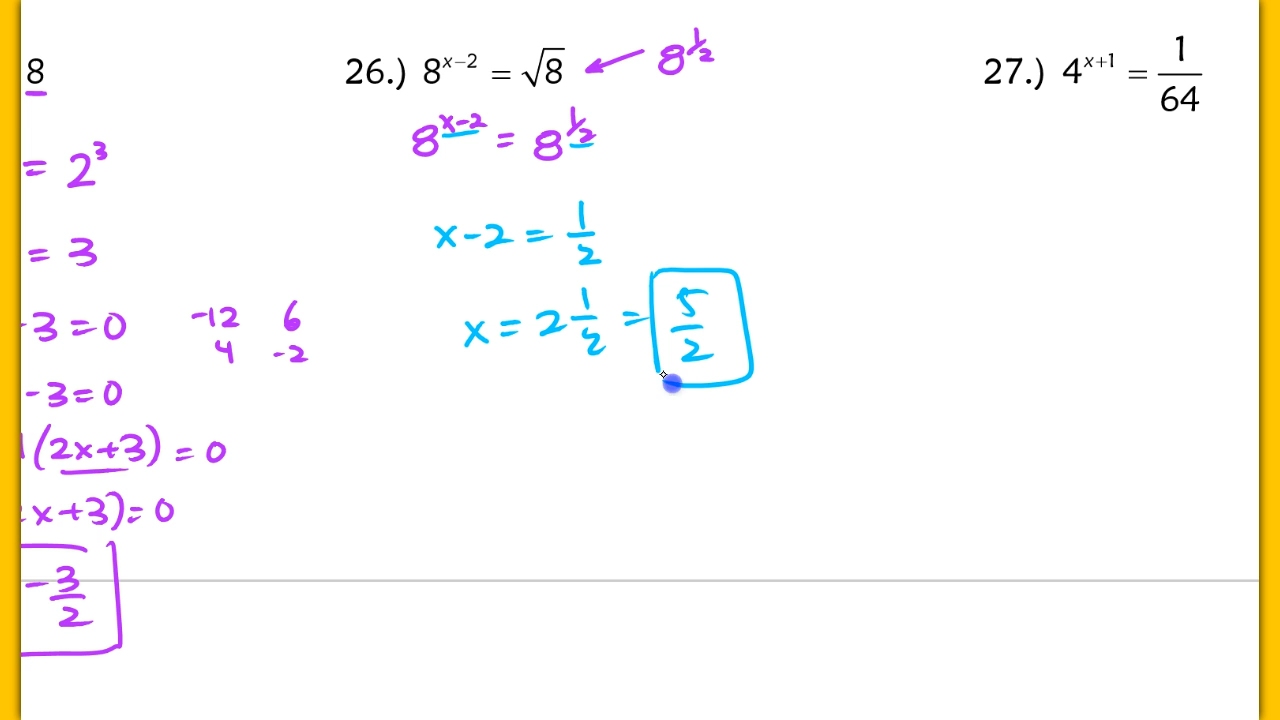 8
= 2³
= 3
-3=0 -12 6
4 -2
-3=0
(2x+3) = 0
x+3)=0
-3/2
26.) 8^(x−2) = √8 ← 8^(1/2)
8^(x-2) = 8^(1/2)
x-2 = 1/2
x = 2 1/2 = 5/2
27.) 4^(x+1) = 1/64